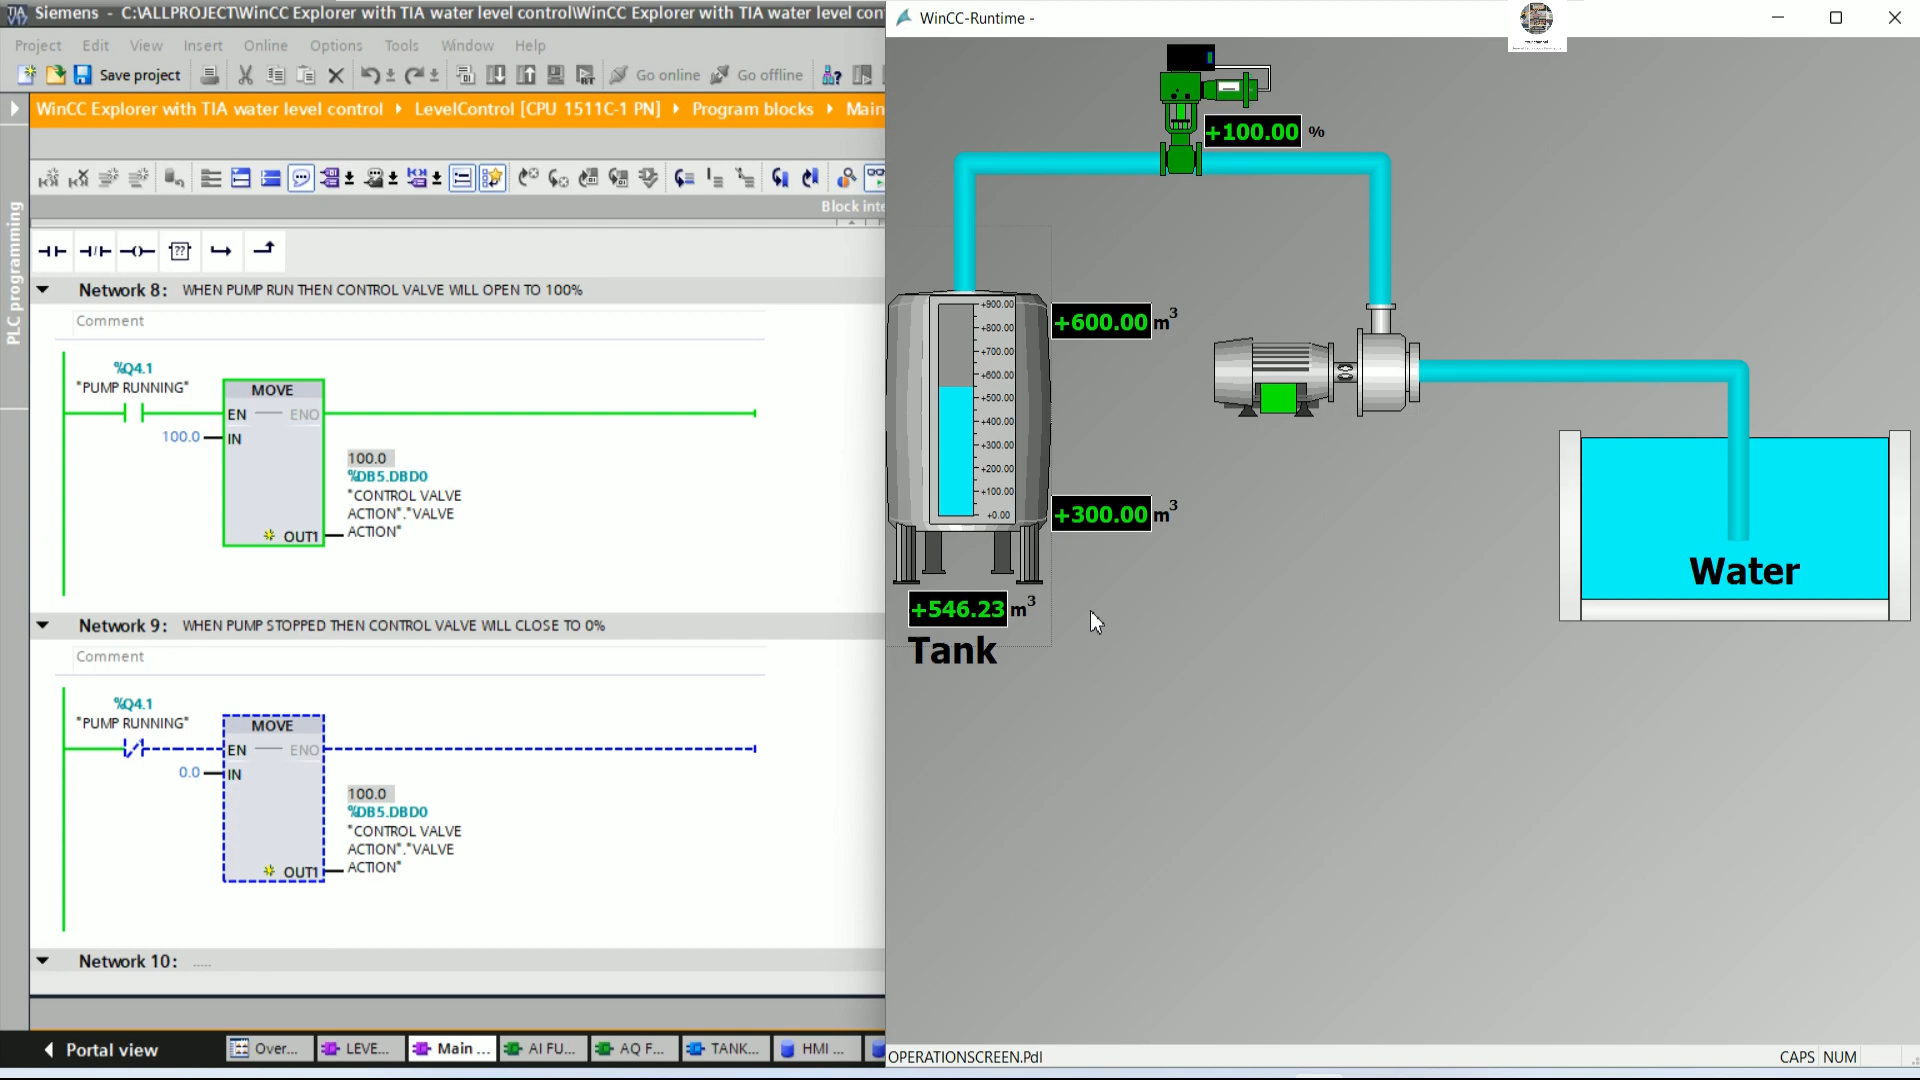 Siemens - C:\ALLPROJECT\WinCC Explorer with TIA water level control\WinCC Explorer with TIA water level con
Project Edit View Insert Online Options Tools Window Help
Save project Go online Go offline
WinCC Explorer with TIA water level control LevelControl [CPU 1511C-1 PN] Program blocks Main
PLC programming
Block inte
??
Network 8: WHEN PUMP RUN THEN CONTROL VALVE WILL OPEN TO 100%
Comment
%Q4.1
"PUMP RUNNING"
MOVE
EN ENO
100.0 IN
100.0
%DB5.DBD0
"CONTROL VALVE
ACTION"."VALVE
OUT1 ACTION"
Network 9: WHEN PUMP STOPPED THEN CONTROL VALVE WILL CLOSE TO 0%
Comment
%Q4.1
"PUMP RUNNING"
MOVE
EN ENO
0.0 IN
100.0
%DB5.DBD0
"CONTROL VALVE
ACTION"."VALVE
OUT1 ACTION"
Network 10: .....
Portal view Over... LEVE... Main ... AI FU... AQ F... TANK... HMI ...
WinCC-Runtime -
+100.00 %
+900.00
+800.00
+700.00
+600.00
+500.00
+400.00
+300.00
+200.00
+100.00
+0.00
+600.00 m3
+300.00 m3
+546.23 m3
Tank
Water
OPERATIONSCREEN.Pdl CAPS NUM